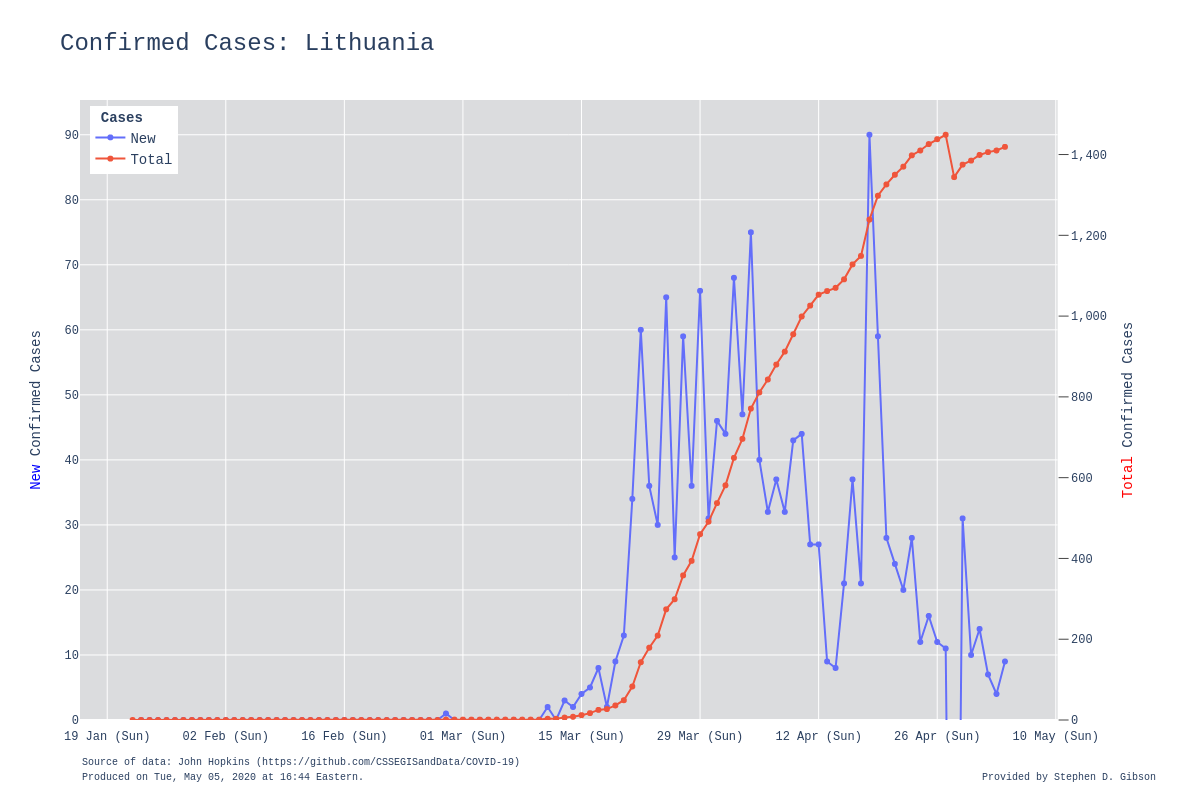 Confirmed Cases: Lithuania
Cases
New
Total
90
80
70
60
50
40
30
20
10
0
New Confirmed Cases
1,400
1,200
1,000
800
600
400
200
0
Total Confirmed Cases
19 Jan (Sun) 02 Feb (Sun) 16 Feb (Sun) 01 Mar (Sun) 15 Mar (Sun) 29 Mar (Sun) 12 Apr (Sun) 26 Apr (Sun) 10 May (Sun)
Source of data: John Hopkins (https://github.com/CSSEGISandData/COVID-19)
Produced on Tue, May 05, 2020 at 16:44 Eastern.
Provided by Stephen D. Gibson